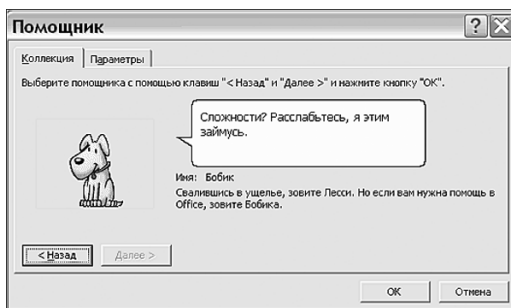 Помощник
Коллекция Параметры
Выберите помощника с помощью клавиш "< Назад" и "Далее >" и нажмите кнопку "ОК".
Сложности? Расслабьтесь, я этим
займусь.
Имя: Бобик
Свалившись в ущелье, зовите Лесси. Но если вам нужна помощь в
Office, зовите Бобика.
< Назад Далее >
ОК Отмена